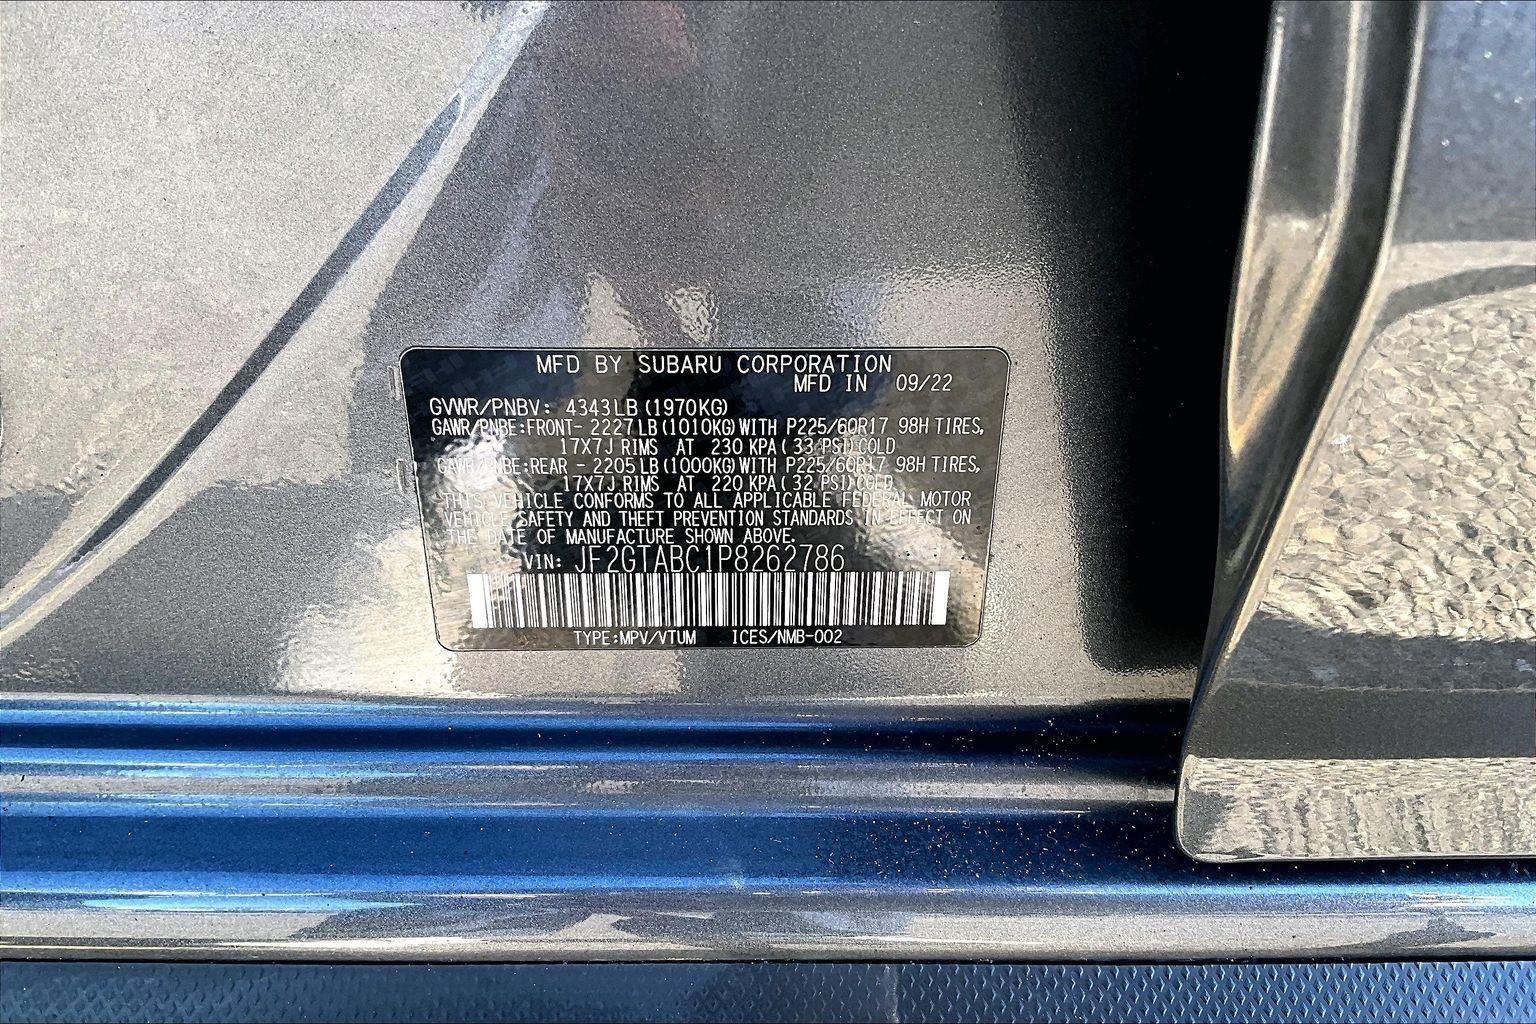 MFD BY SUBARU CORPORATION
MFD IN 09/22
GVWR/PNBV: 4343LB (1970KG)
GAWR/PNBE:FRONT- 2227LB (1010KG) WITH P225/60R17 98H TIRES,
17X7J RIMS AT 230 KPA( 33 PSI)COLD
GAWR/PNBE:REAR - 2205LB (1000KG) WITH P225/60R17 98H TIRES,
17X7J RIMS AT 220 KPA( 32 PSI)COLD
THIS VEHICLE CONFORMS TO ALL APPLICABLE FEDERAL MOTOR
VEHICLE SAFETY AND THEFT PREVENTION STANDARDS IN EFFECT ON
THE DATE OF MANUFACTURE SHOWN ABOVE.
VIN: JF2GTABC1P8262786
TYPE:MPV/VTUM ICES/NMB-002